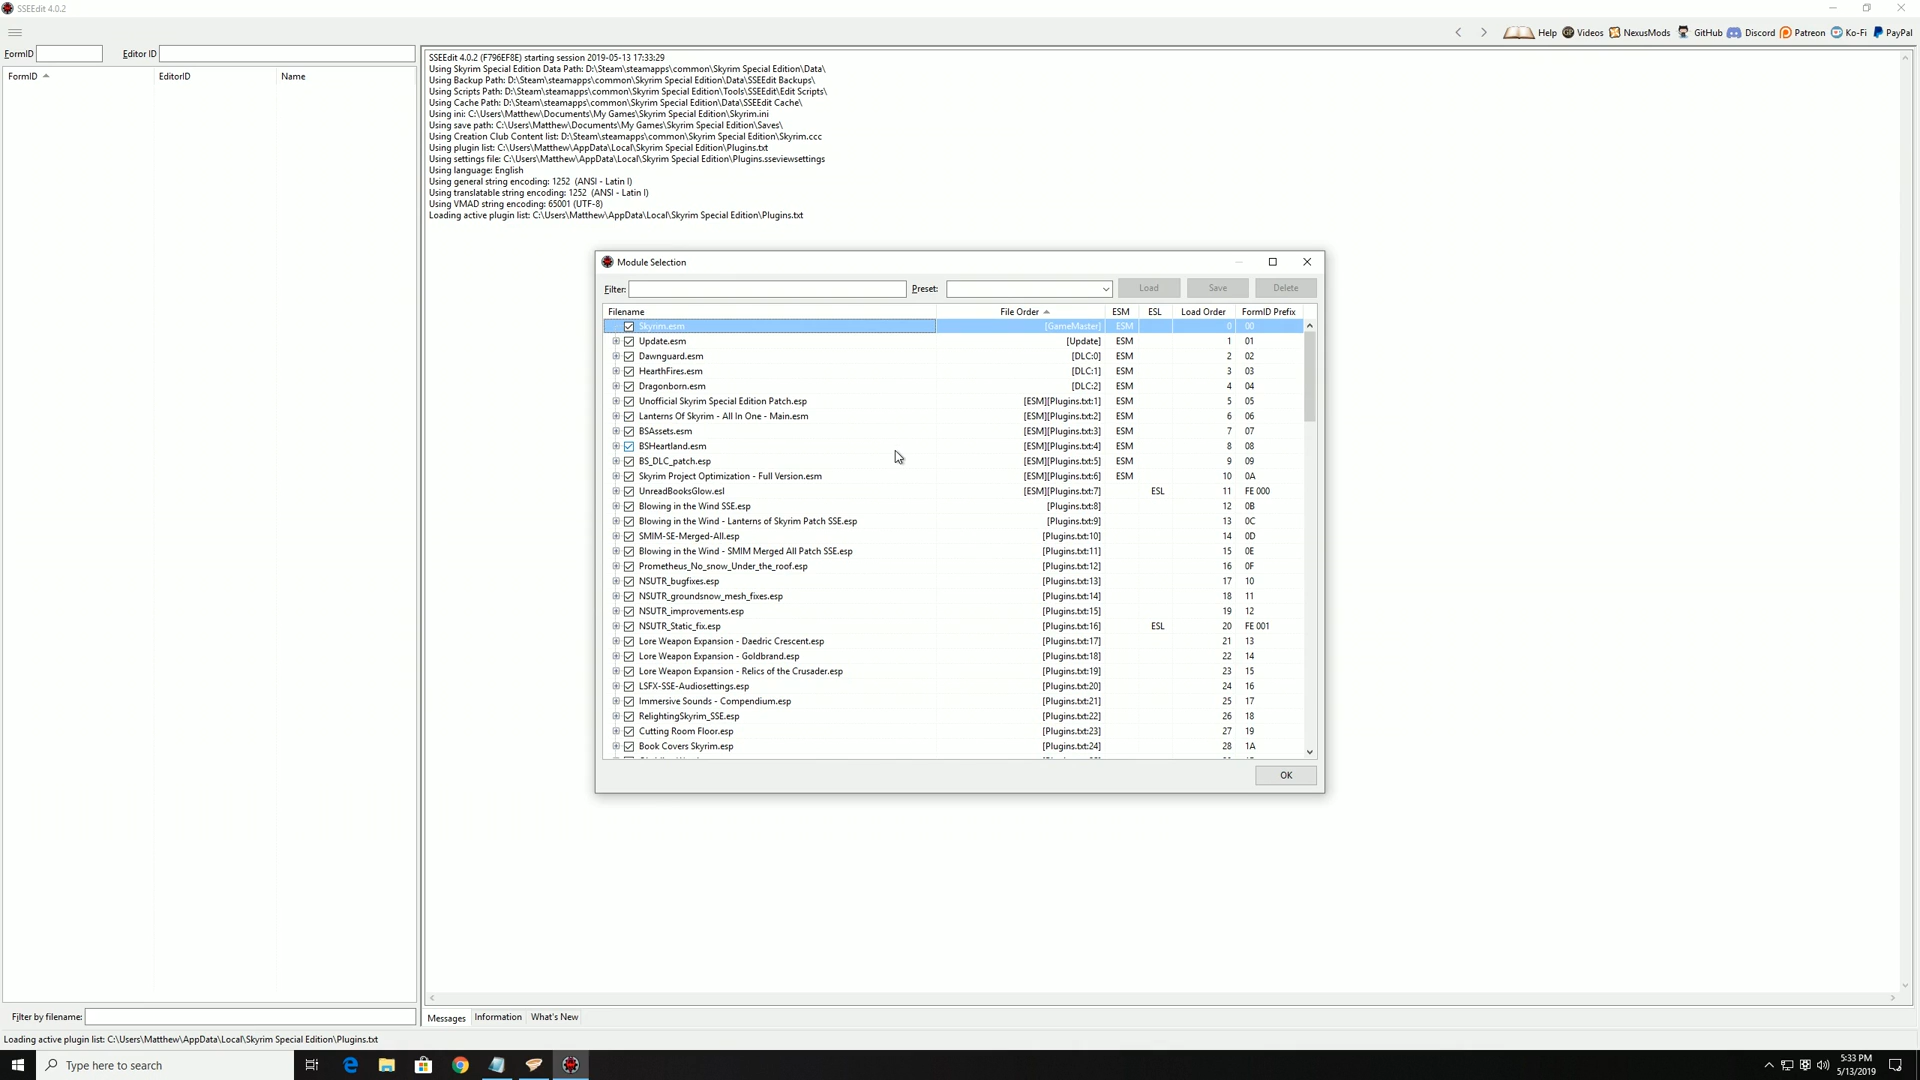 SSEEdit 4.0.2
Help Videos NexusMods GitHub Discord Patreon Ko-Fi PayPal
FormID Editor ID
FormID EditorID Name
SSEEdit 4.0.2 (F796EF8E) starting session 2019-05-13 17:33:29
Using Skyrim Special Edition Data Path: D:\Steam\steamapps\common\Skyrim Special Edition\Data\
Using Backup Path: D:\Steam\steamapps\common\Skyrim Special Edition\Data\SSEEdit Backups\
Using Scripts Path: D:\Steam\steamapps\common\Skyrim Special Edition\Tools\SSEEdit\Edit Scripts\
Using Cache Path: D:\Steam\steamapps\common\Skyrim Special Edition\Data\SSEEdit Cache\
Using ini: C:\Users\Matthew\Documents\My Games\Skyrim Special Edition\Skyrim.ini
Using save path: C:\Users\Matthew\Documents\My Games\Skyrim Special Edition\Saves\
Using Creation Club Content list: D:\Steam\steamapps\common\Skyrim Special Edition\Skyrim.ccc
Using plugin list: C:\Users\Matthew\AppData\Local\Skyrim Special Edition\Plugins.txt
Using settings file: C:\Users\Matthew\AppData\Local\Skyrim Special Edition\Plugins.sseviewsettings
Using language: English
Using general string encoding: 1252 (ANSI - Latin I)
Using translatable string encoding: 1252 (ANSI - Latin I)
Using VMAD string encoding: 65001 (UTF-8)
Loading active plugin list: C:\Users\Matthew\AppData\Local\Skyrim Special Edition\Plugins.txt
Module Selection
Filter: Preset: Load Save Delete
Filename File Order ESM ESL Load Order FormID Prefix
Skyrim.esm [GameMaster] ESM 0 00
Update.esm [Update] ESM 1 01
Dawnguard.esm [DLC:0] ESM 2 02
HearthFires.esm [DLC:1] ESM 3 03
Dragonborn.esm [DLC:2] ESM 4 04
Unofficial Skyrim Special Edition Patch.esp [ESM][Plugins.txt:1] ESM 5 05
Lanterns Of Skyrim - All In One - Main.esm [ESM][Plugins.txt:2] ESM 6 06
BSAssets.esm [ESM][Plugins.txt:3] ESM 7 07
BSHeartland.esm [ESM][Plugins.txt:4] ESM 8 08
BS_DLC_patch.esp [ESM][Plugins.txt:5] ESM 9 09
Skyrim Project Optimization - Full Version.esm [ESM][Plugins.txt:6] ESM 10 0A
UnreadBooksGlow.esl [ESM][Plugins.txt:7] ESL 11 FE 000
Blowing in the Wind SSE.esp [Plugins.txt:8] 12 0B
Blowing in the Wind - Lanterns of Skyrim Patch SSE.esp [Plugins.txt:9] 13 0C
SMIM-SE-Merged-All.esp [Plugins.txt:10] 14 0D
Blowing in the Wind - SMIM Merged All Patch SSE.esp [Plugins.txt:11] 15 0E
Prometheus_No_snow_Under_the_roof.esp [Plugins.txt:12] 16 0F
NSUTR_bugfixes.esp [Plugins.txt:13] 17 10
NSUTR_groundsnow_mesh_fixes.esp [Plugins.txt:14] 18 11
NSUTR_improvements.esp [Plugins.txt:15] 19 12
NSUTR_Static_fix.esp [Plugins.txt:16] ESL 20 FE 001
Lore Weapon Expansion - Daedric Crescent.esp [Plugins.txt:17] 21 13
Lore Weapon Expansion - Goldbrand.esp [Plugins.txt:18] 22 14
Lore Weapon Expansion - Relics of the Crusader.esp [Plugins.txt:19] 23 15
LSFX-SSE-Audiosettings.esp [Plugins.txt:20] 24 16
Immersive Sounds - Compendium.esp [Plugins.txt:21] 25 17
RelightingSkyrim_SSE.esp [Plugins.txt:22] 26 18
Cutting Room Floor.esp [Plugins.txt:23] 27 19
Book Covers Skyrim.esp [Plugins.txt:24] 28 1A
OK
Filter by filename: Messages Information What's New
Loading active plugin list: C:\Users\Matthew\AppData\Local\Skyrim Special Edition\Plugins.txt
Type here to search
5:33 PM
5/13/2019